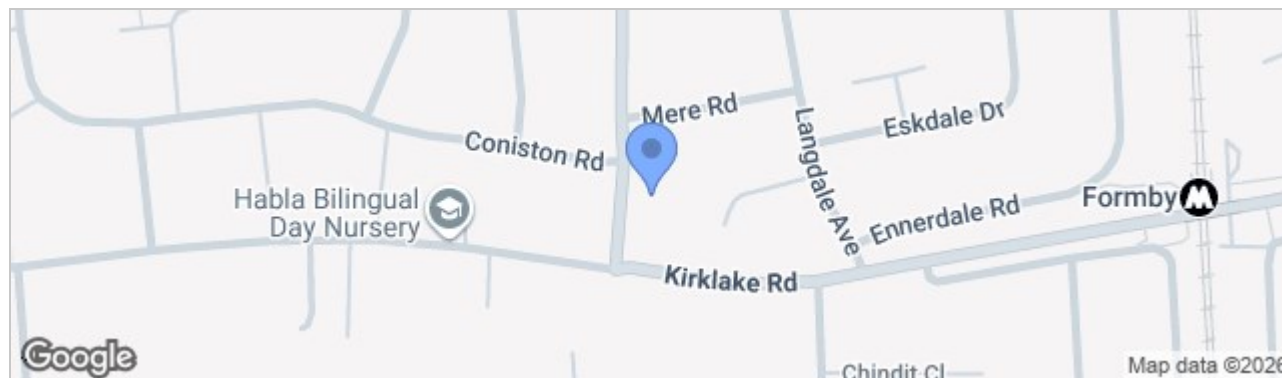 Mere Rd
Coniston Rd
Langdale Ave
Eskdale Dr
Habla Bilingual
Day Nursery
Ennerdale Rd
Formby
Kirklake Rd
Chindit Cl
Google
Map data ©2026